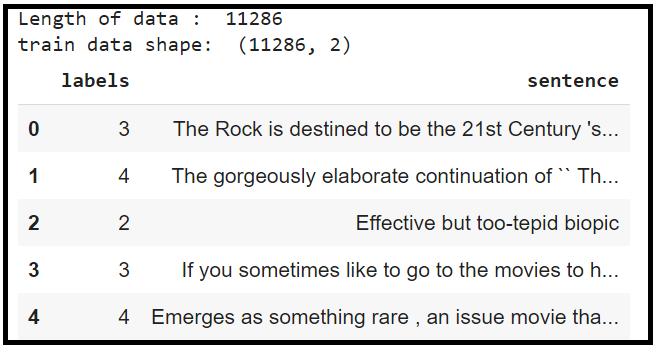 Length of data :  11286
train data shape:  (11286, 2)
labels sentence
0 3 The Rock is destined to be the 21st Century 's...
1 4 The gorgeously elaborate continuation of `` Th...
2 2 Effective but too-tepid biopic
3 3 If you sometimes like to go to the movies to h...
4 4 Emerges as something rare , an issue movie tha...